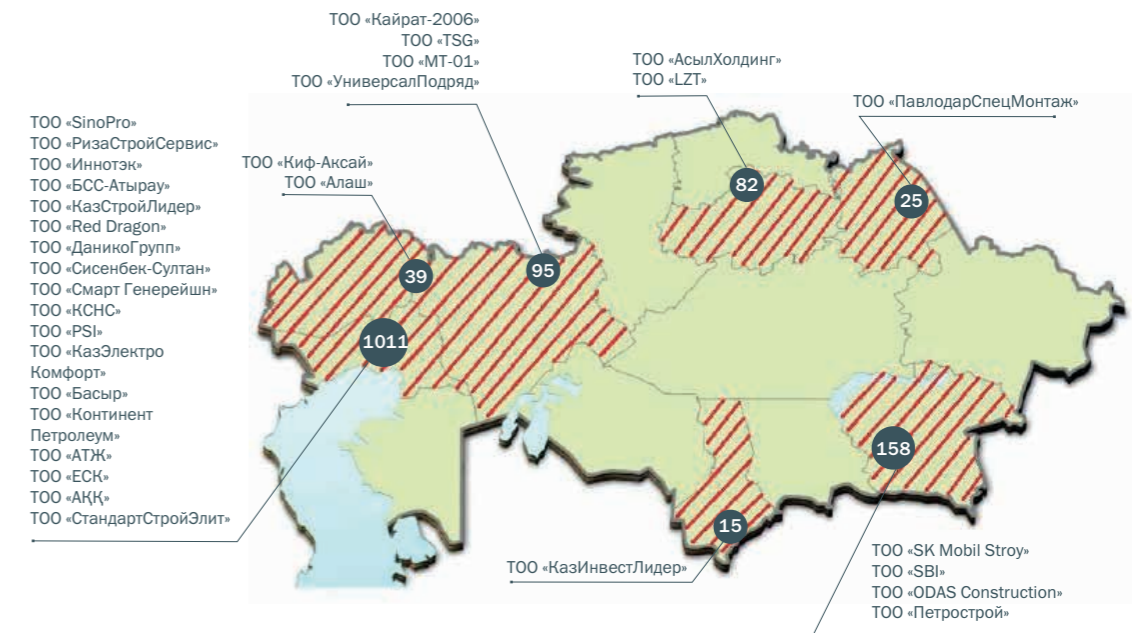 ТОО «Кайрат-2006»
ТОО «TSG»
ТОО «МТ-01»
ТОО «УниверсалПодряд»
ТОО «АсылХолдинг»
ТОО «LZT»
ТОО «ПавлодарСпецМонтаж»
ТОО «SinoPro»
ТОО «РизаСтройСервис»
ТОО «Иннотэк»
ТОО «БСС-Атырау»
ТОО «КазСтройЛидер»
ТОО «Red Dragon»
ТОО «ДаникоГрупп»
ТОО «Сисенбек-Султан»
ТОО «Смарт Генерейшн»
ТОО «КСНС»
ТОО «PSI»
ТОО «КазЭлектро
Комфорт»
ТОО «Басыр»
ТОО «Континент
Петролеум»
ТОО «АТЖ»
ТОО «ЕСК»
ТОО «АҚҚ»
ТОО «СтандартСтройЭлит»
ТОО «Киф-Аксай»
ТОО «Алаш»
82
25
39
95
1011
158
15
ТОО «КазИнвестЛидер»
ТОО «SK Mobil Stroy»
ТОО «SBI»
ТОО «ODAS Construction»
ТОО «Петрострой»